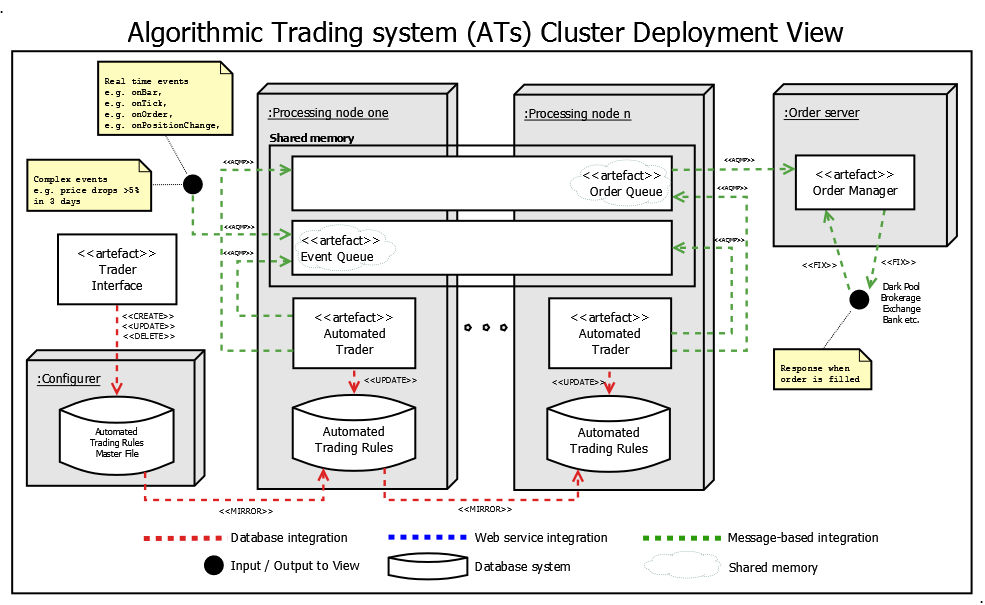 Algorithmic Trading system (ATs) Cluster Deployment View
Real time events
e.g. onBar,
e.g. onTick,
e.g. onOrder,
e.g. onPositionChange,
Complex events
e.g. price drops >5%
in 3 days
<<artefact>>
Trader
Interface
<<CREATE>>
<<UPDATE>>
<<DELETE>>
:Configurer
Automated
Trading Rules
Master File
<<MIRROR>>
:Processing node one
Shared memory
<<AQMP>>
<<AQMP>>
<<AQMP>>
<<artefact>>
Event Queue
<<artefact>>
Automated
Trader
<<UPDATE>>
Automated
Trading Rules
<<MIRROR>>
:Processing node n
<<artefact>>
Order Queue
<<artefact>>
Automated
Trader
<<UPDATE>>
Automated
Trading Rules
<<AQMP>>
<<AQMP>>
<<AQMP>>
:Order server
<<artefact>>
Order Manager
<<FIX>>
<<FIX>>
Dark Pool
Brokerage
Exchange
Bank etc.
Response when
order is filled
Database integration
Web service integration
Message-based integration
Input / Output to View
Database system
Shared memory